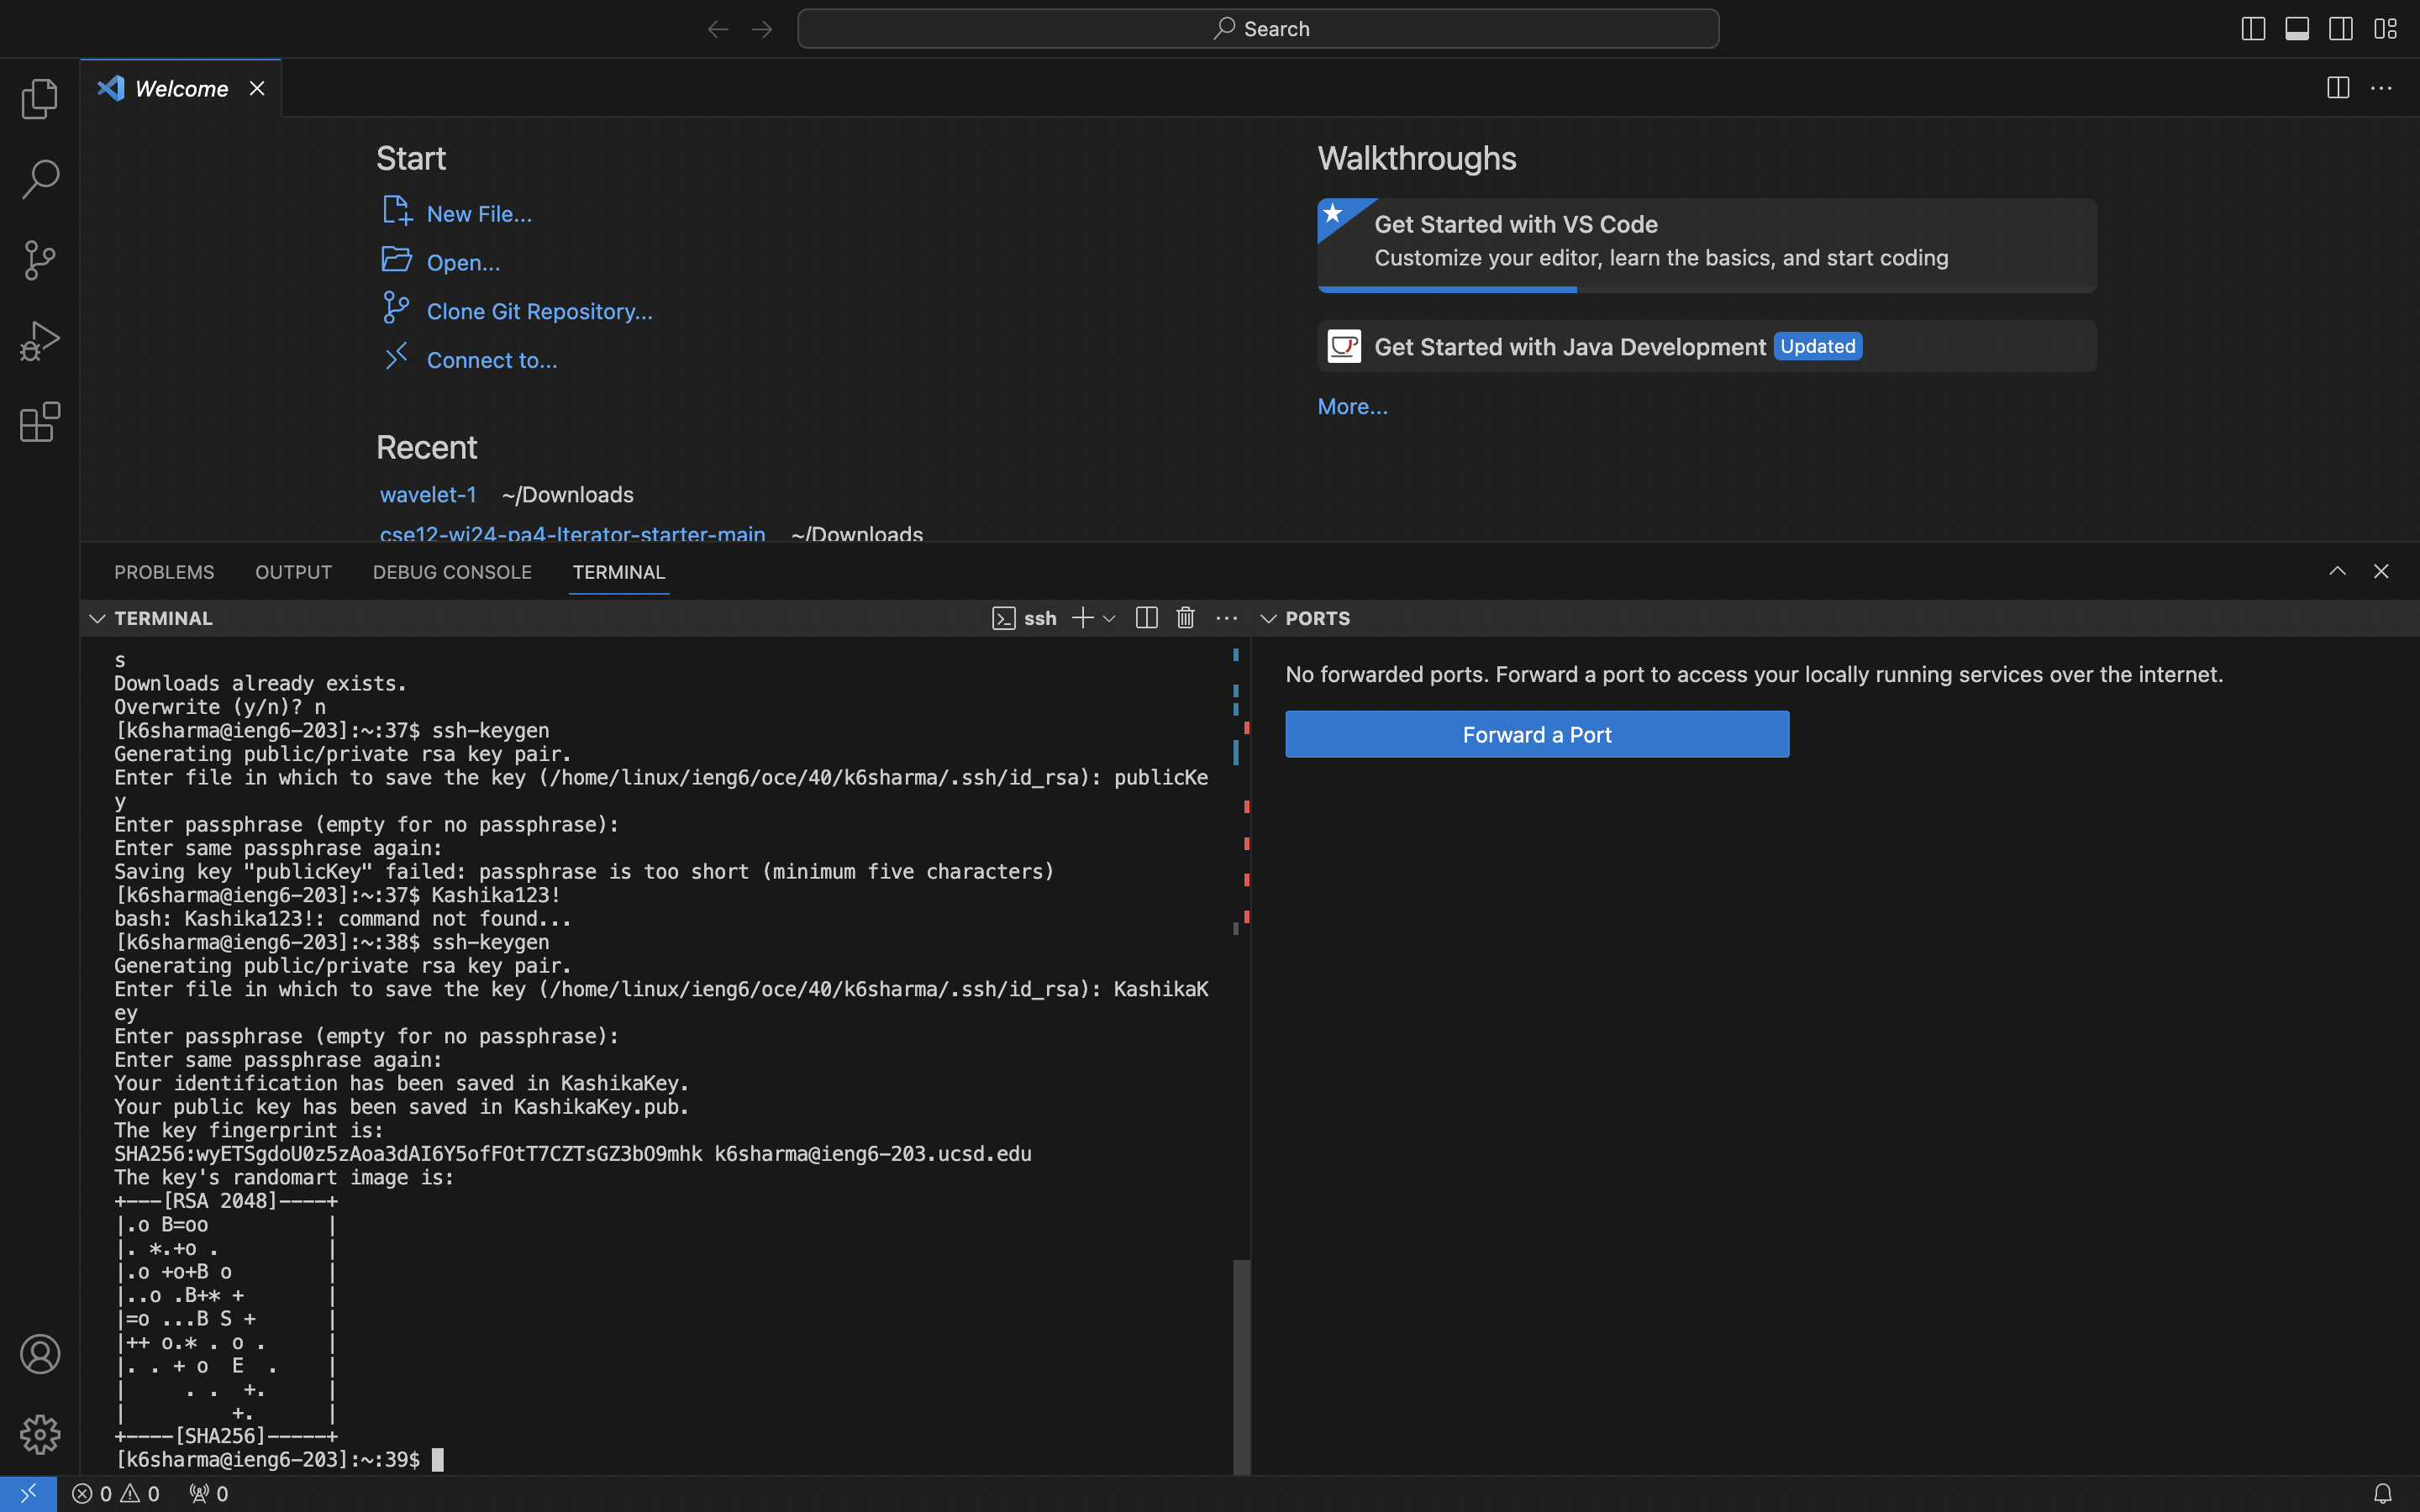 Search
Welcome
Start
New File...
Open...
Clone Git Repository...
Connect to...
Recent
wavelet-1 ~/Downloads
cse12-wi24-pa4-Iterator-starter-main ~/Downloads
Walkthroughs
Get Started with VS Code
Customize your editor, learn the basics, and start coding
Get Started with Java Development Updated
More...
PROBLEMS OUTPUT DEBUG CONSOLE TERMINAL
TERMINAL ssh
s
Downloads already exists.
Overwrite (y/n)? n
[k6sharma@ieng6-203]:~:37$ ssh-keygen
Generating public/private rsa key pair.
Enter file in which to save the key (/home/linux/ieng6/oce/40/k6sharma/.ssh/id_rsa): publicKe
y
Enter passphrase (empty for no passphrase):
Enter same passphrase again:
Saving key "publicKey" failed: passphrase is too short (minimum five characters)
[k6sharma@ieng6-203]:~:37$ Kashika123!
bash: Kashika123!: command not found...
[k6sharma@ieng6-203]:~:38$ ssh-keygen
Generating public/private rsa key pair.
Enter file in which to save the key (/home/linux/ieng6/oce/40/k6sharma/.ssh/id_rsa): KashikaK
ey
Enter passphrase (empty for no passphrase):
Enter same passphrase again:
Your identification has been saved in KashikaKey.
Your public key has been saved in KashikaKey.pub.
The key fingerprint is:
SHA256:wyETSgdoU0z5zAoa3dAI6Y5ofFOtT7CZTsGZ3bO9mhk k6sharma@ieng6-203.ucsd.edu
The key's randomart image is:
+---[RSA 2048]----+
|.o B=oo          |
|. *.+o .         |
|.o +o+B o        |
|..o .B+* +       |
|=o ...B S +      |
|++ o.* . o .     |
|. . + o  E  .    |
|     . .  +.     |
|         +.      |
+----[SHA256]-----+
[k6sharma@ieng6-203]:~:39$
PORTS
No forwarded ports. Forward a port to access your locally running services over the internet.
Forward a Port
0 0 0